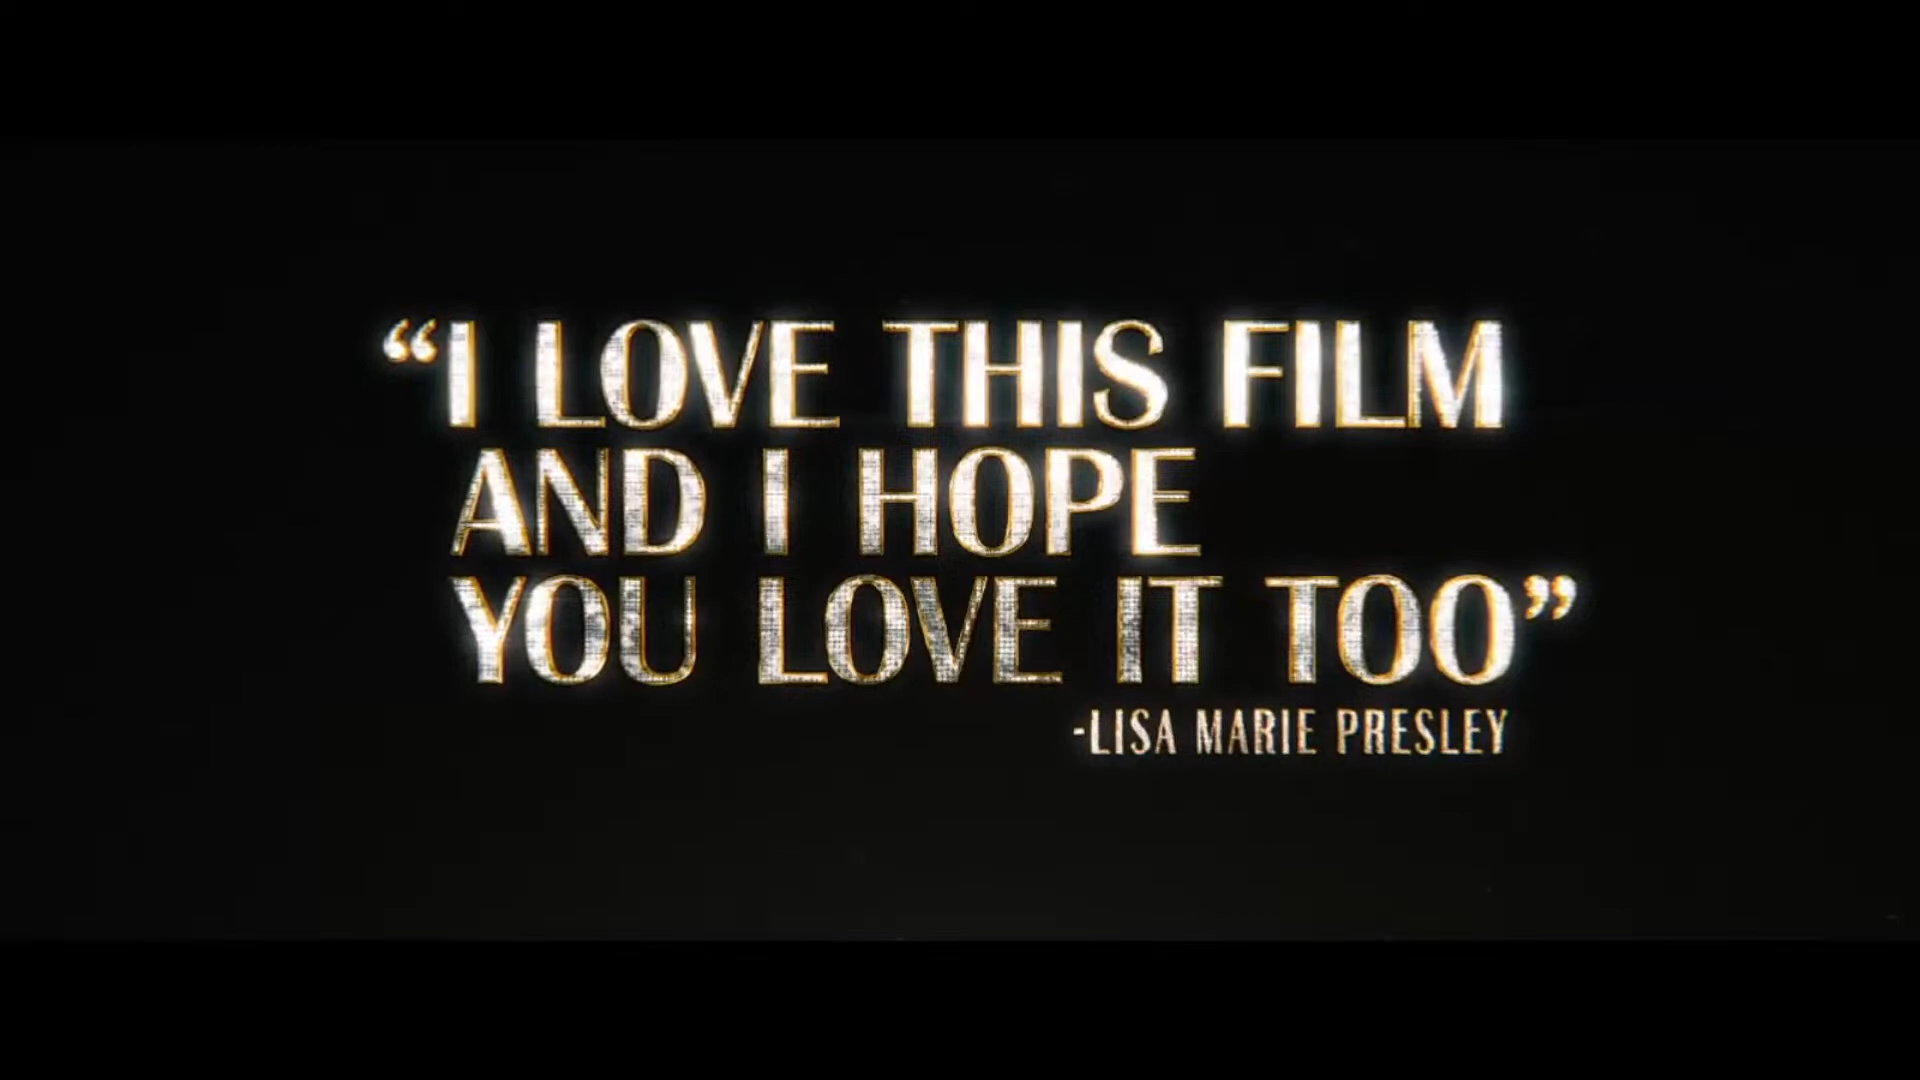 “I LOVE THIS FILM
AND I HOPE
YOU LOVE IT TOO”
-LISA MARIE PRESLEY